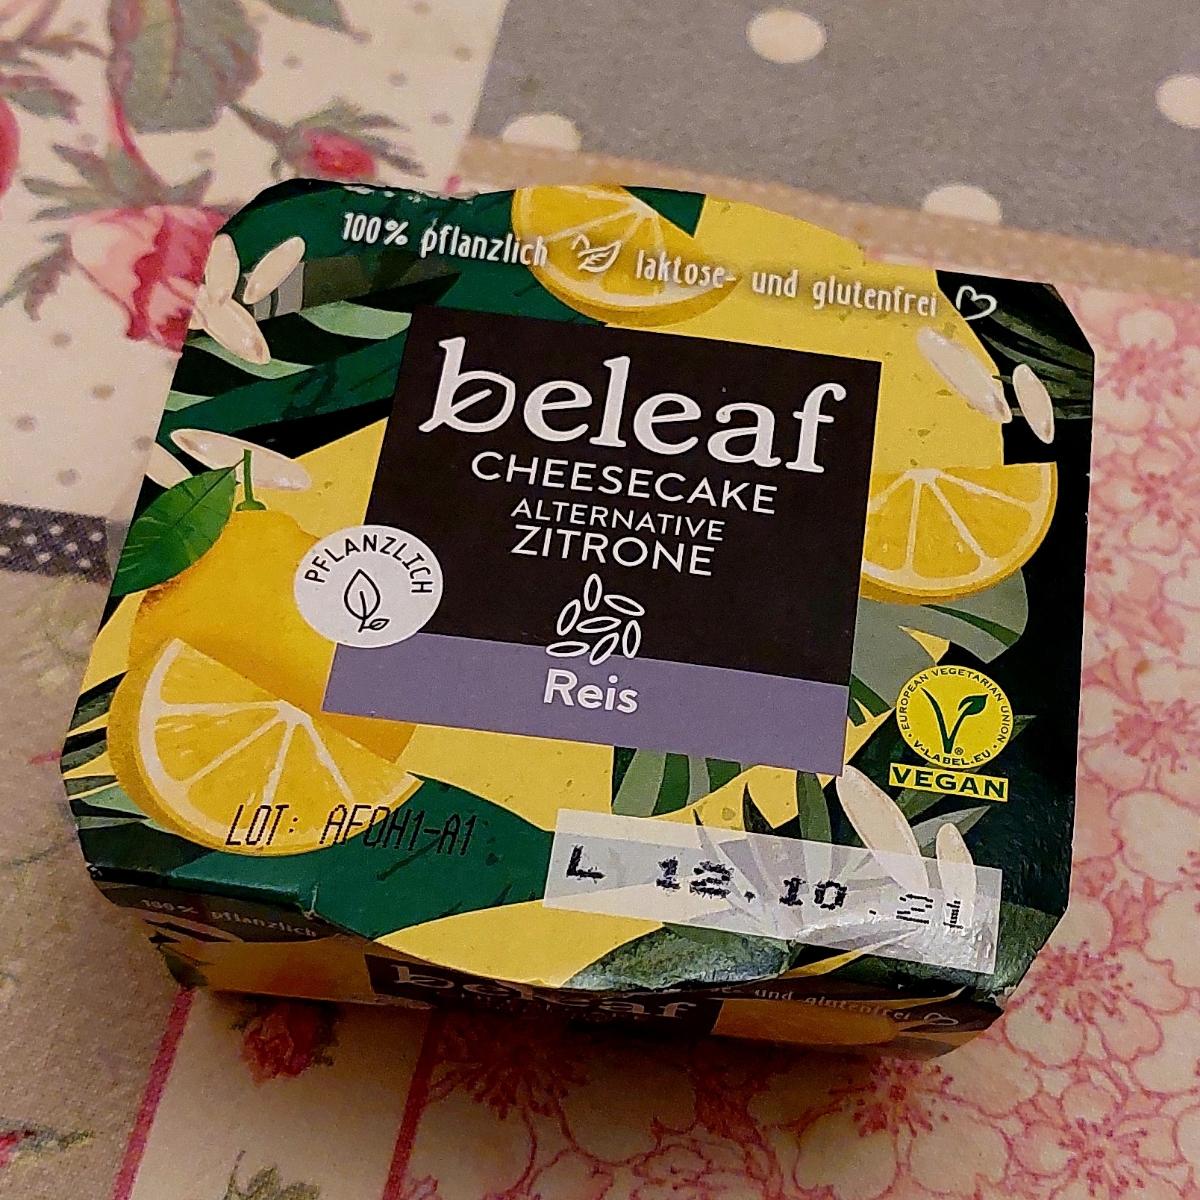 100% pflanzlich laktose- und glutenfrei
beleaf
CHEESECAKE
ALTERNATIVE
ZITRONE
PFLANZLICH
Reis
EUROPEAN VEGETARIAN UNION
V-LABEL.EU
VEGAN
LOT: AFOH1-A1
L 12.10.21
100% pflanzlich
beleaf
und glutenfrei